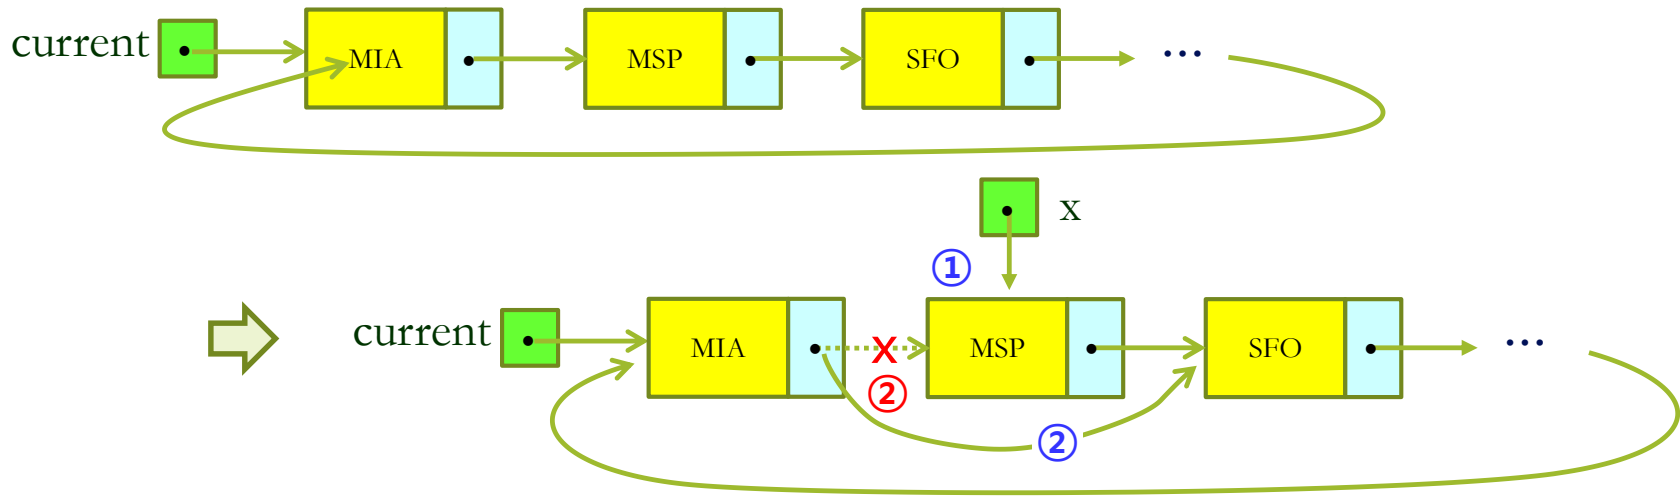 current MIA MSP SFO ...
x
①
current MIA x MSP SFO ...
②
②